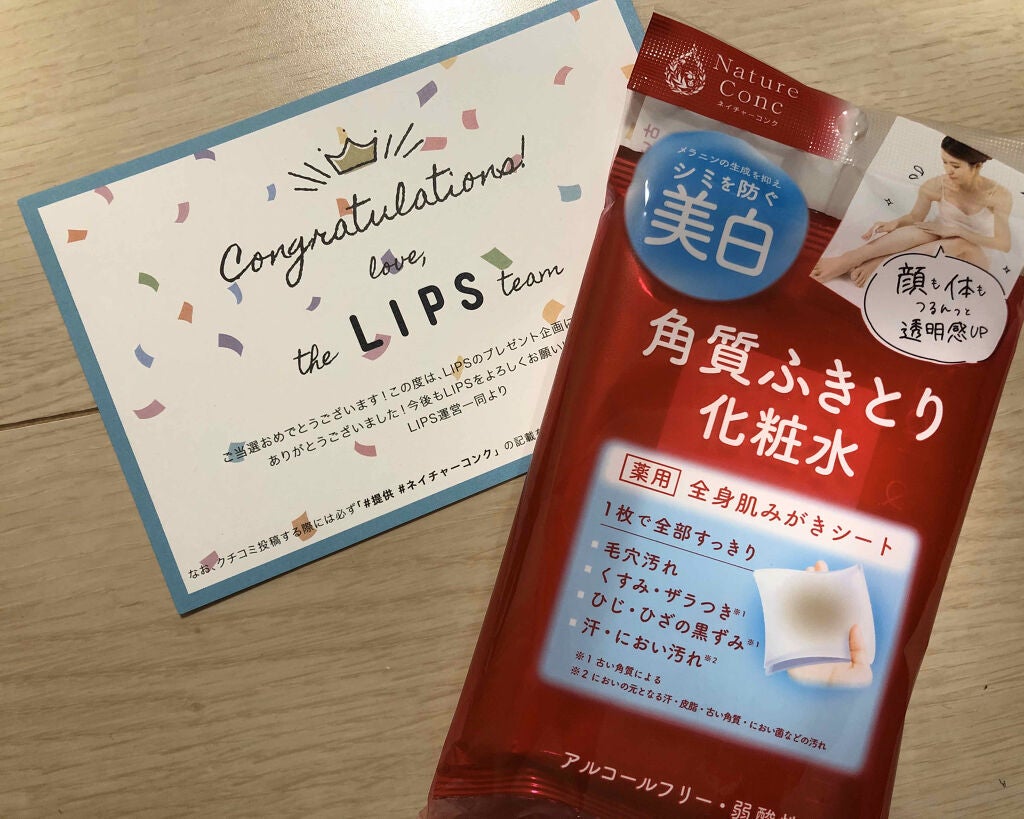 Congratulations!
love,
the LIPS team
ご当選おめでとうございます!この度は、LIPSのプレゼント企画に
ありがとうございました!今後もLIPSをよろしくお願いい
LIPS運営一同より
なお、クチコミ投稿する際には必ず「#提供 #ネイチャーコンク」の記載を
Nature
Conc
ネイチャーコンク
メラニンの生成を抑え
シミを防ぐ
美白
顔も体も
つるんっと
透明感UP
角質ふきとり
化粧水
薬用 全身肌みがきシート
1枚で全部すっきり
毛穴汚れ
くすみ・ザラつき※1
ひじ・ひざの黒ずみ※1
汗・におい汚れ※2
※1 古い角質による
※2 においの元となる汗・皮脂・古い角質・におい菌などの汚れ
アルコールフリー・弱酸性